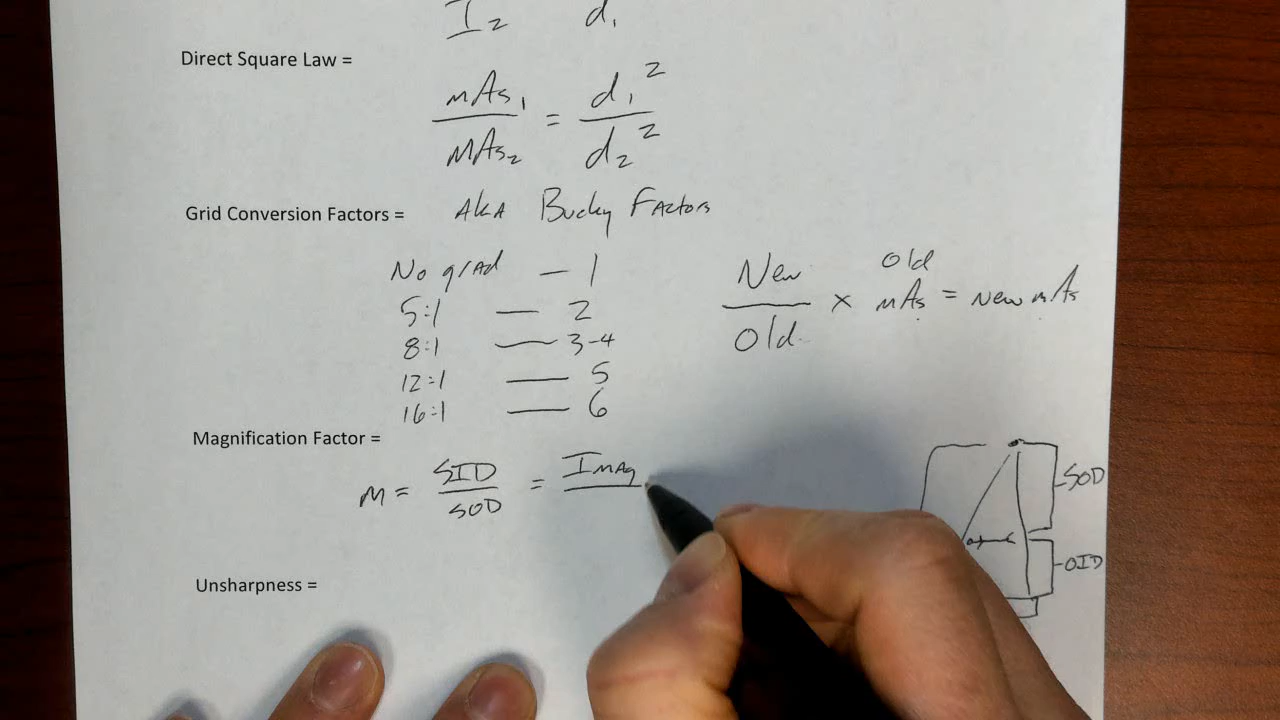 I₂ d₁
Direct Square Law =
mAs₁ = d₁²
mAs₂ d₂²
Grid Conversion Factors = AKA Bucky Factors
No grad — 1
5:1 — 2
8:1 — 3-4
12:1 — 5
16:1 — 6
New
Old × old mAs = New mAs
Magnification Factor =
M = SID = Imag
SOD
SOD
OID
Unsharpness =